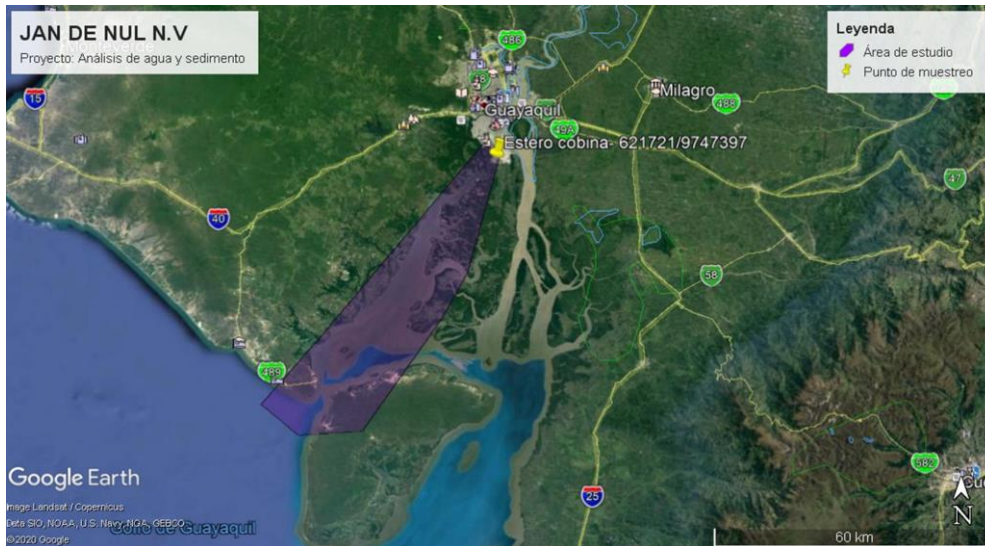 JAN DE NUL N.V
Proyecto: Análisis de agua y sedimento
Leyenda
Área de estudio
Punto de muestreo
486
15
Milagro
488
Guayaquil
49A
Estero cobina- 621721/9747397
47
40
58
489
582
25
Google Earth
Image Landsat / Copernicus
Data SIO, NOAA, U.S. Navy, NGA, GEBCO
©2020 Google
Golfo de Guayaquil
60 km
N